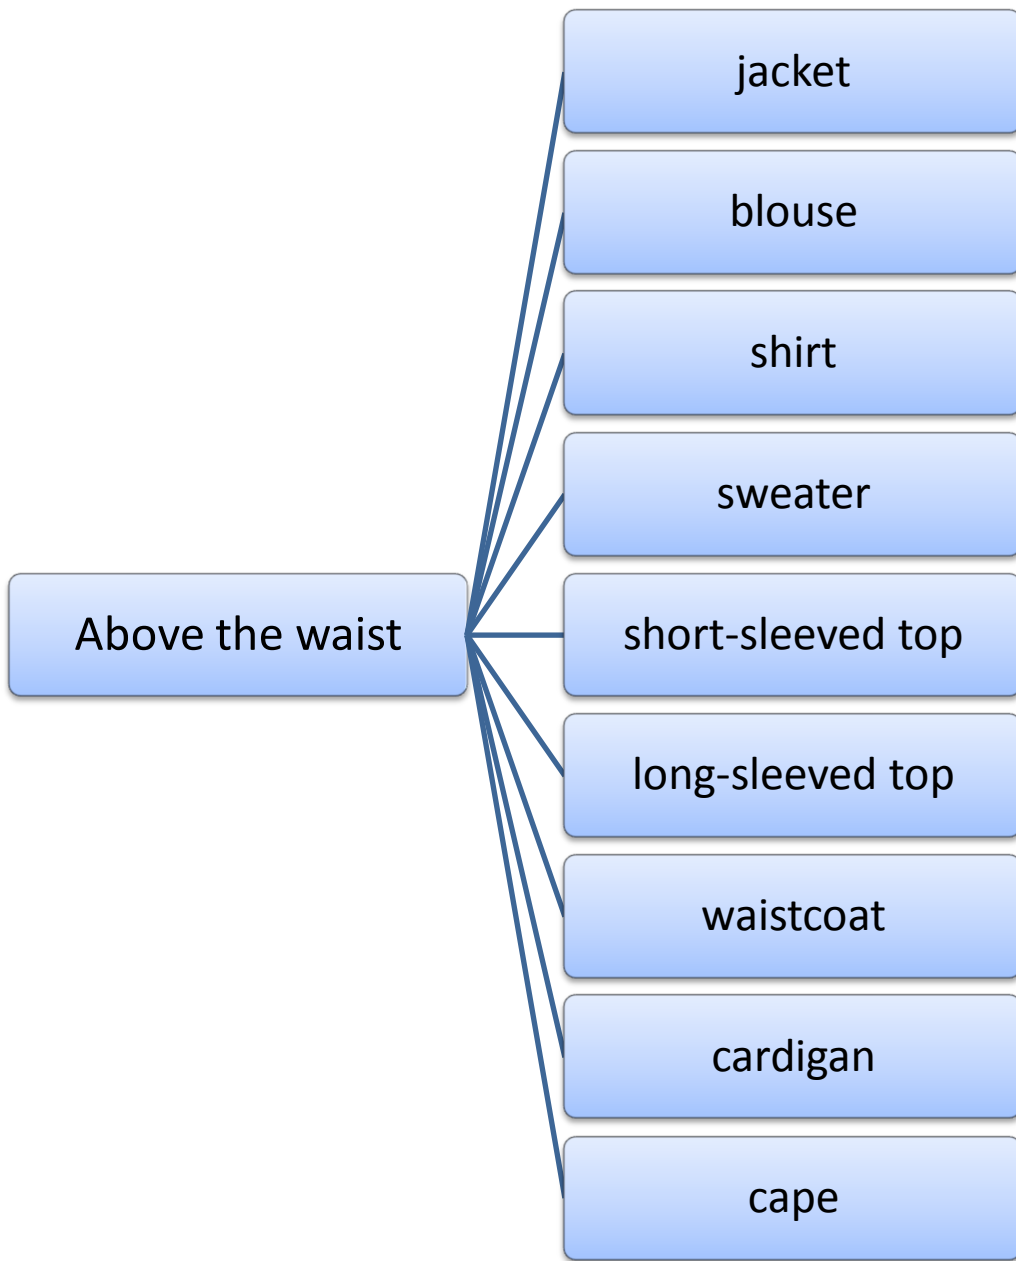 jacket
blouse
shirt
sweater
Above the waist
short-sleeved top
long-sleeved top
waistcoat
cardigan
cape